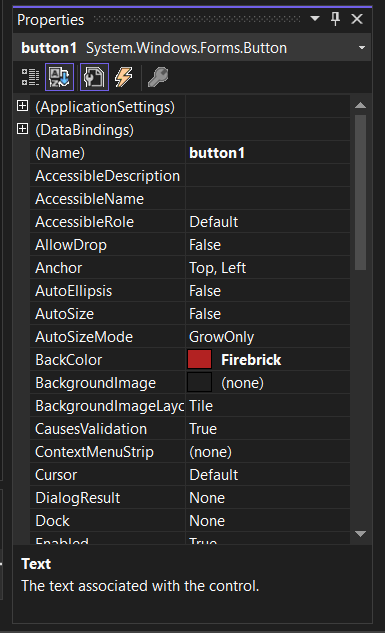 Properties
button1 System.Windows.Forms.Button
(ApplicationSettings)
(DataBindings)
(Name) button1
AccessibleDescription
AccessibleName
AccessibleRole Default
AllowDrop False
Anchor Top, Left
AutoEllipsis False
AutoSize False
AutoSizeMode GrowOnly
BackColor Firebrick
BackgroundImage (none)
BackgroundImageLayo Tile
CausesValidation True
ContextMenuStrip (none)
Cursor Default
DialogResult None
Dock None
Enabled True
Text
The text associated with the control.